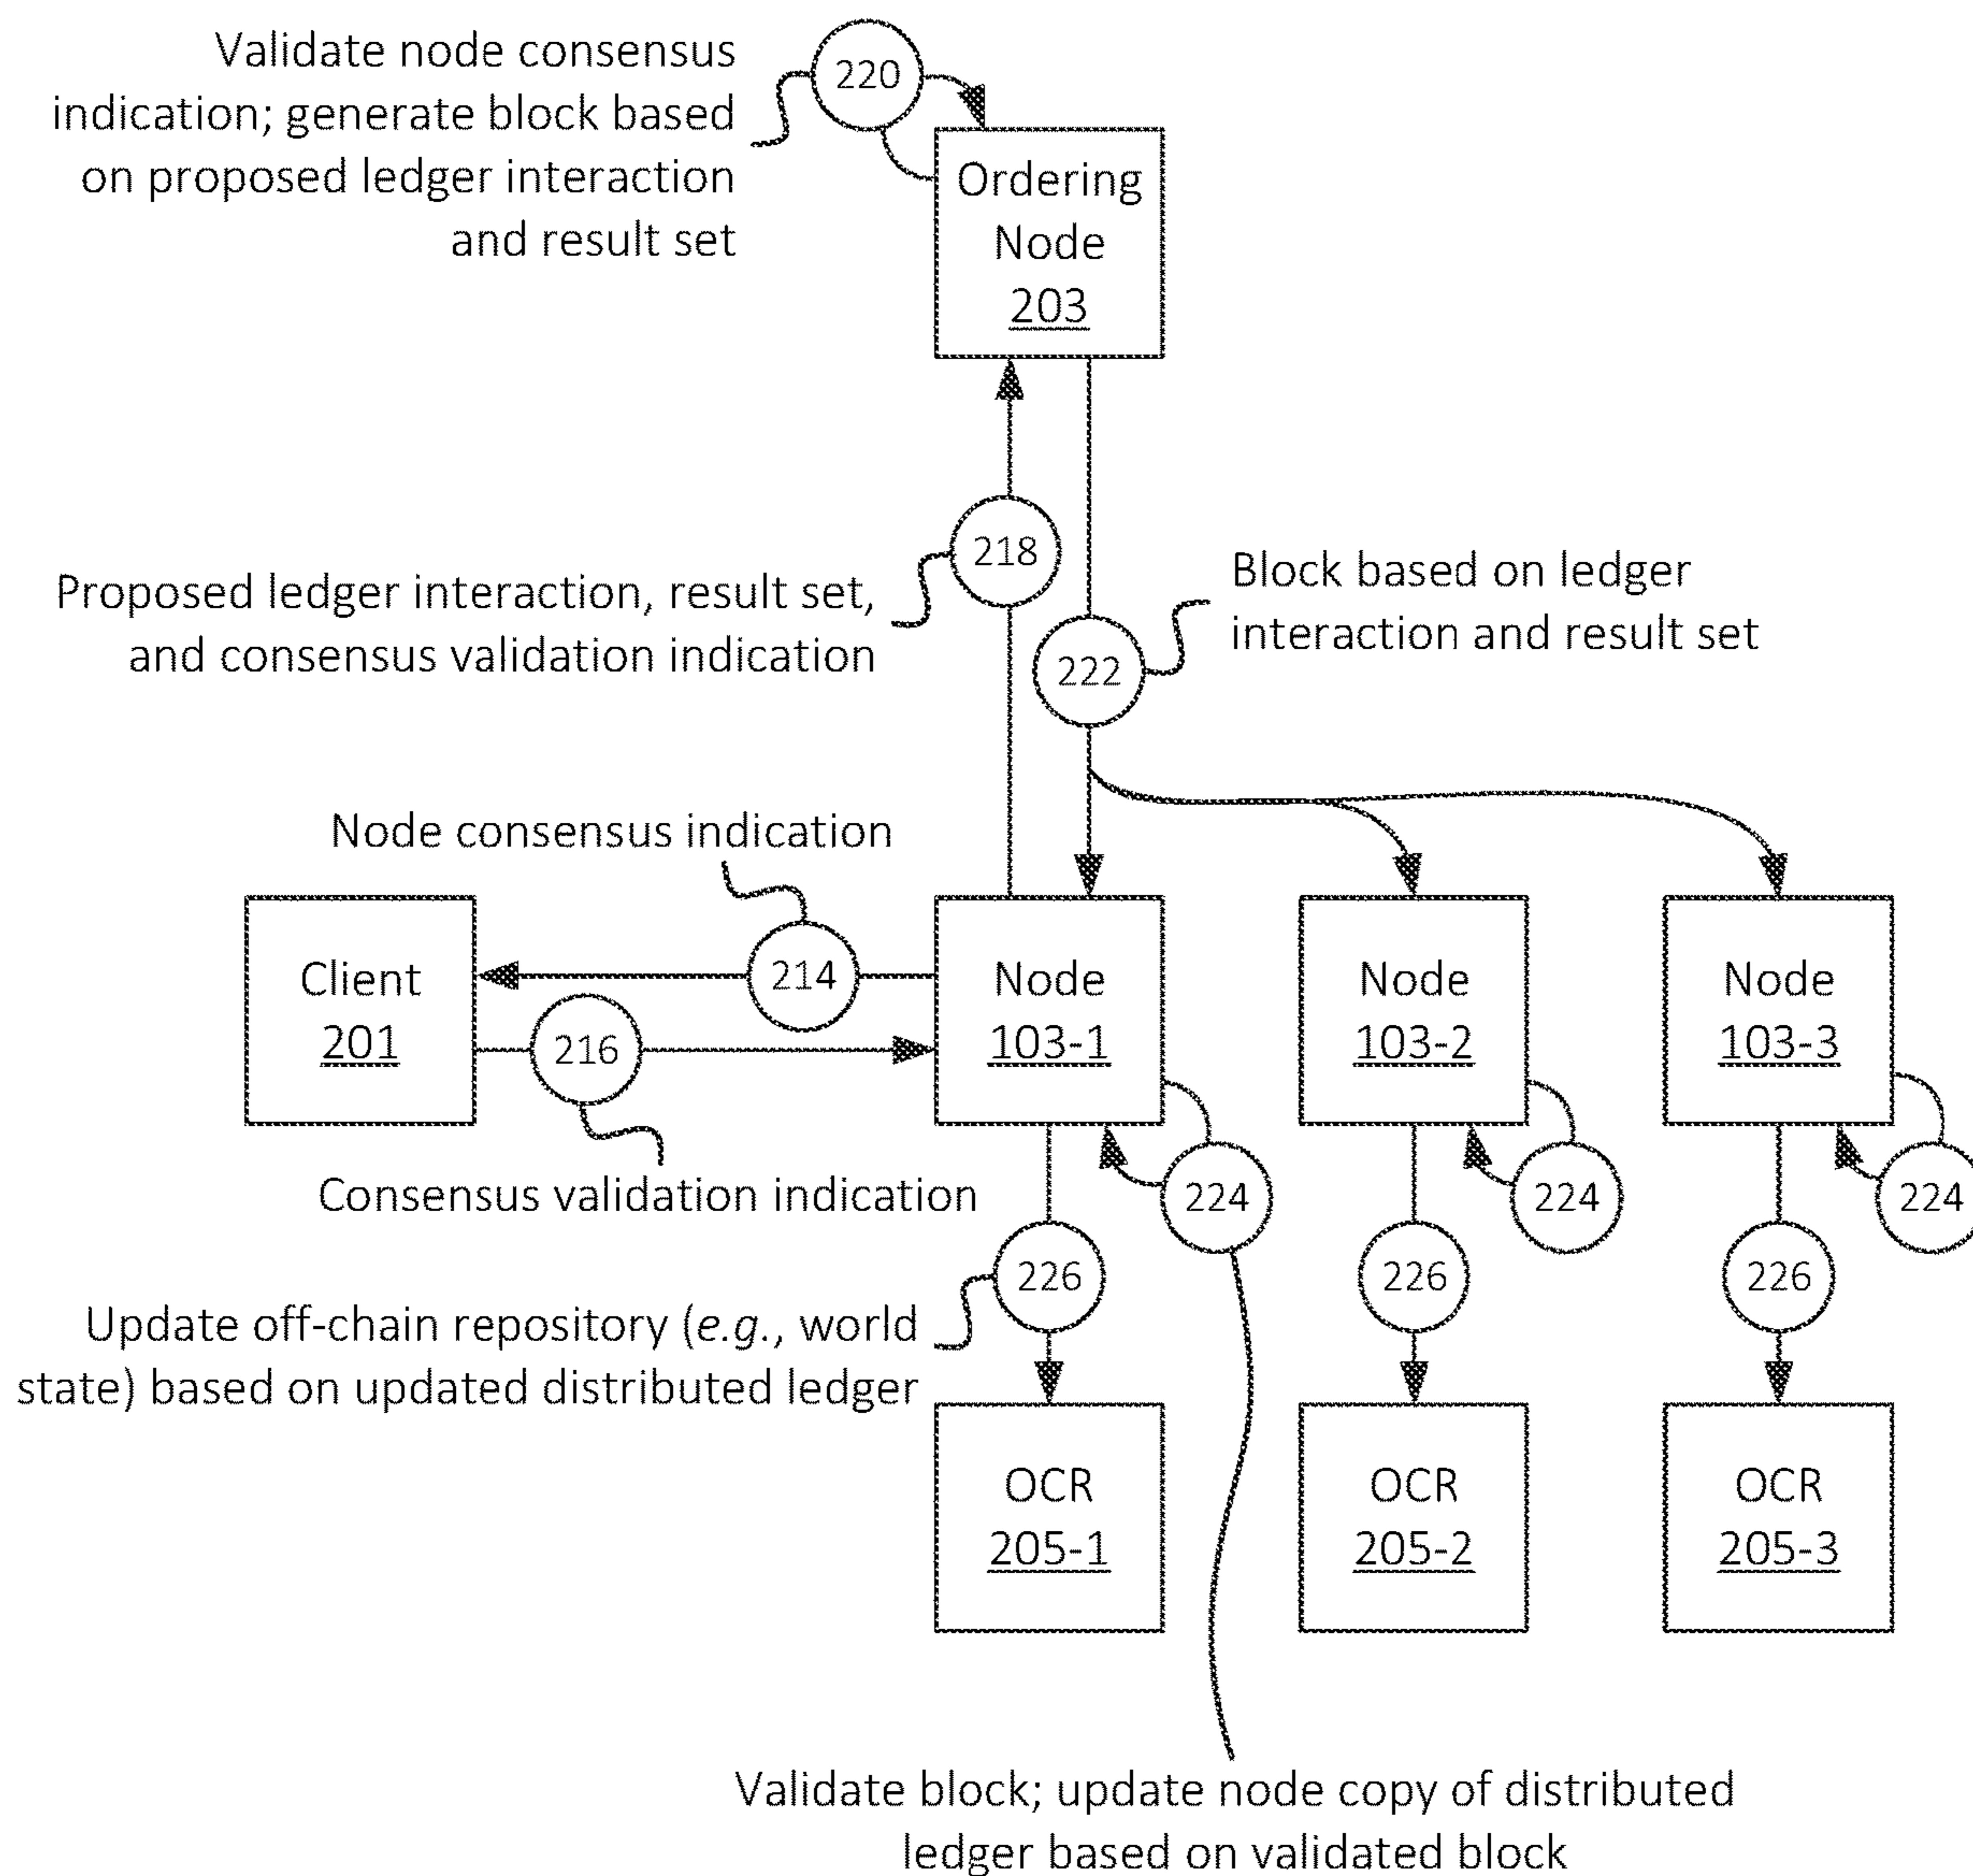 Validate node consensus
indication; generate block based
on proposed ledger interaction
and result set
220
Ordering
Node
203
218
Proposed ledger interaction, result set,
and consensus validation indication
Block based on ledger
interaction and result set
222
Node consensus indication
Client
201
214
216
Node
103-1
Node
103-2
Node
103-3
Consensus validation indication
224
224
224
226
226
226
Update off-chain repository (e.g., world
state) based on updated distributed ledger
OCR
205-1
OCR
205-2
OCR
205-3
Validate block; update node copy of distributed
ledger based on validated block